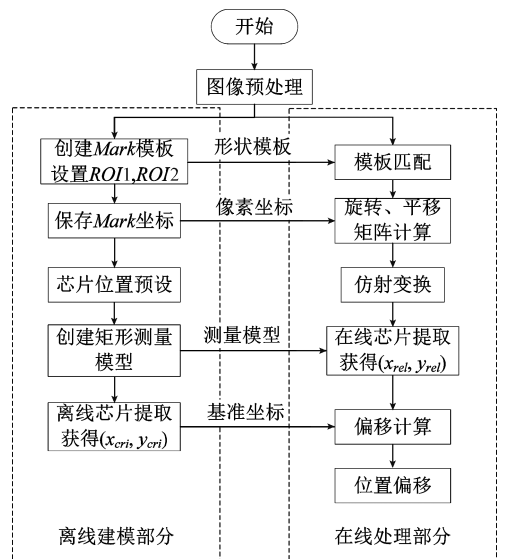 开始
图像预处理
创建Mark模板
设置ROI1,ROI2
形状模板
模板匹配
保存Mark坐标
像素坐标
旋转、平移
矩阵计算
芯片位置预设
仿射变换
创建矩形测量
模型
测量模型
在线芯片提取
获得(x_rel, y_rel)
离线芯片提取
获得(x_cri, y_cri)
基准坐标
偏移计算
位置偏移
离线建模部分
在线处理部分